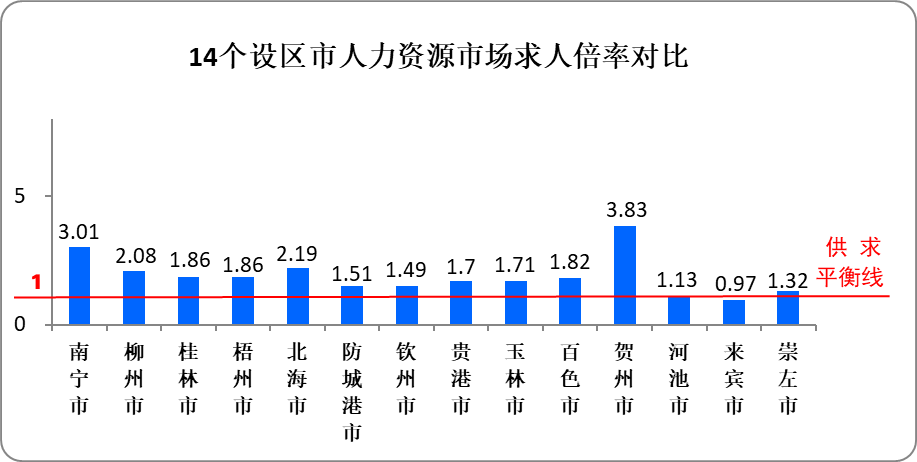 14个设区市人力资源市场求人倍率对比
5
0
1
3.01
2.08
1.86
1.86
2.19
1.51
1.49
1.7
1.71
1.82
3.83
1.13
0.97
1.32
供 求
平衡线
南宁市
柳州市
桂林市
梧州市
北海市
防城港市
钦州市
贵港市
玉林市
百色市
贺州市
河池市
来宾市
崇左市